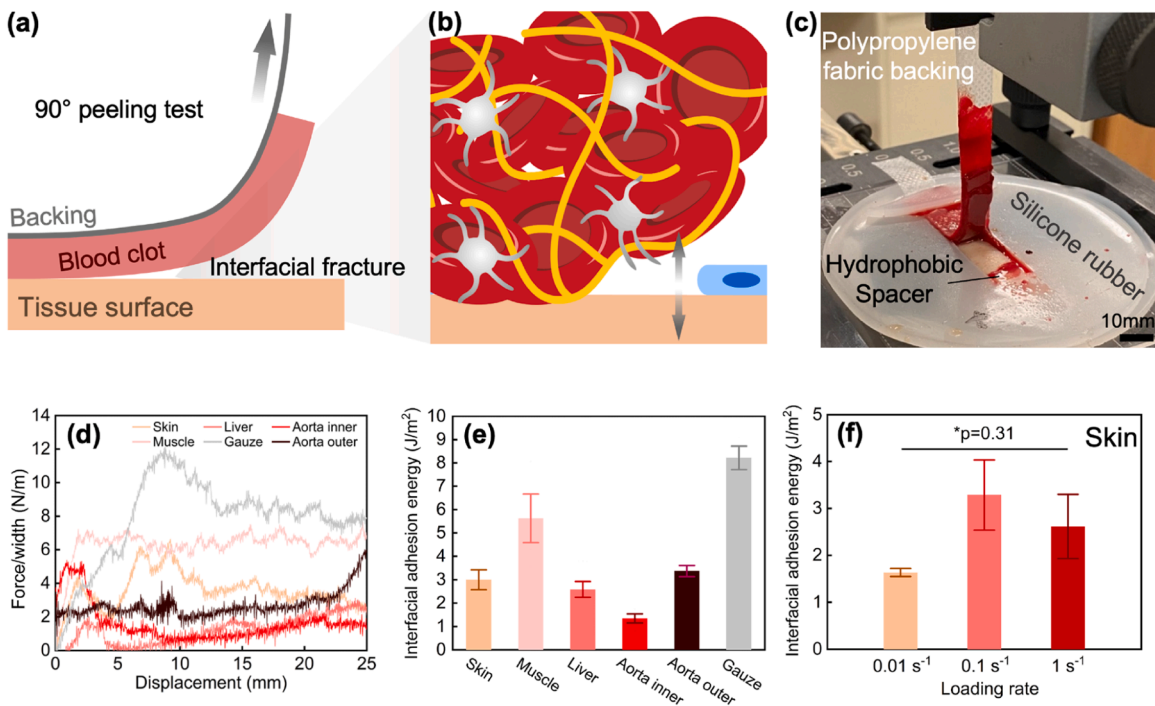 (a)
90° peeling test
Backing
Blood clot
Interfacial fracture
Tissue surface
(b)
(c)
Polypropylene
fabric backing
Silicone rubber
Hydrophobic
Spacer
10mm
(d)
Skin
Liver
Aorta inner
Muscle
Gauze
Aorta outer
Force/width (N/m)
14
12
10
8
6
4
2
0
0
5
10
15
20
25
Displacement (mm)
(e)
Interfacial adhesion energy (J/m²)
10
9
8
7
6
5
4
3
2
1
0
Skin
Muscle
Liver
Aorta inner
Aorta outer
Gauze
(f)
*p=0.31
Skin
Interfacial adhesion energy (J/m²)
5
4
3
2
1
0
0.01 s⁻¹
0.1 s⁻¹
1 s⁻¹
Loading rate